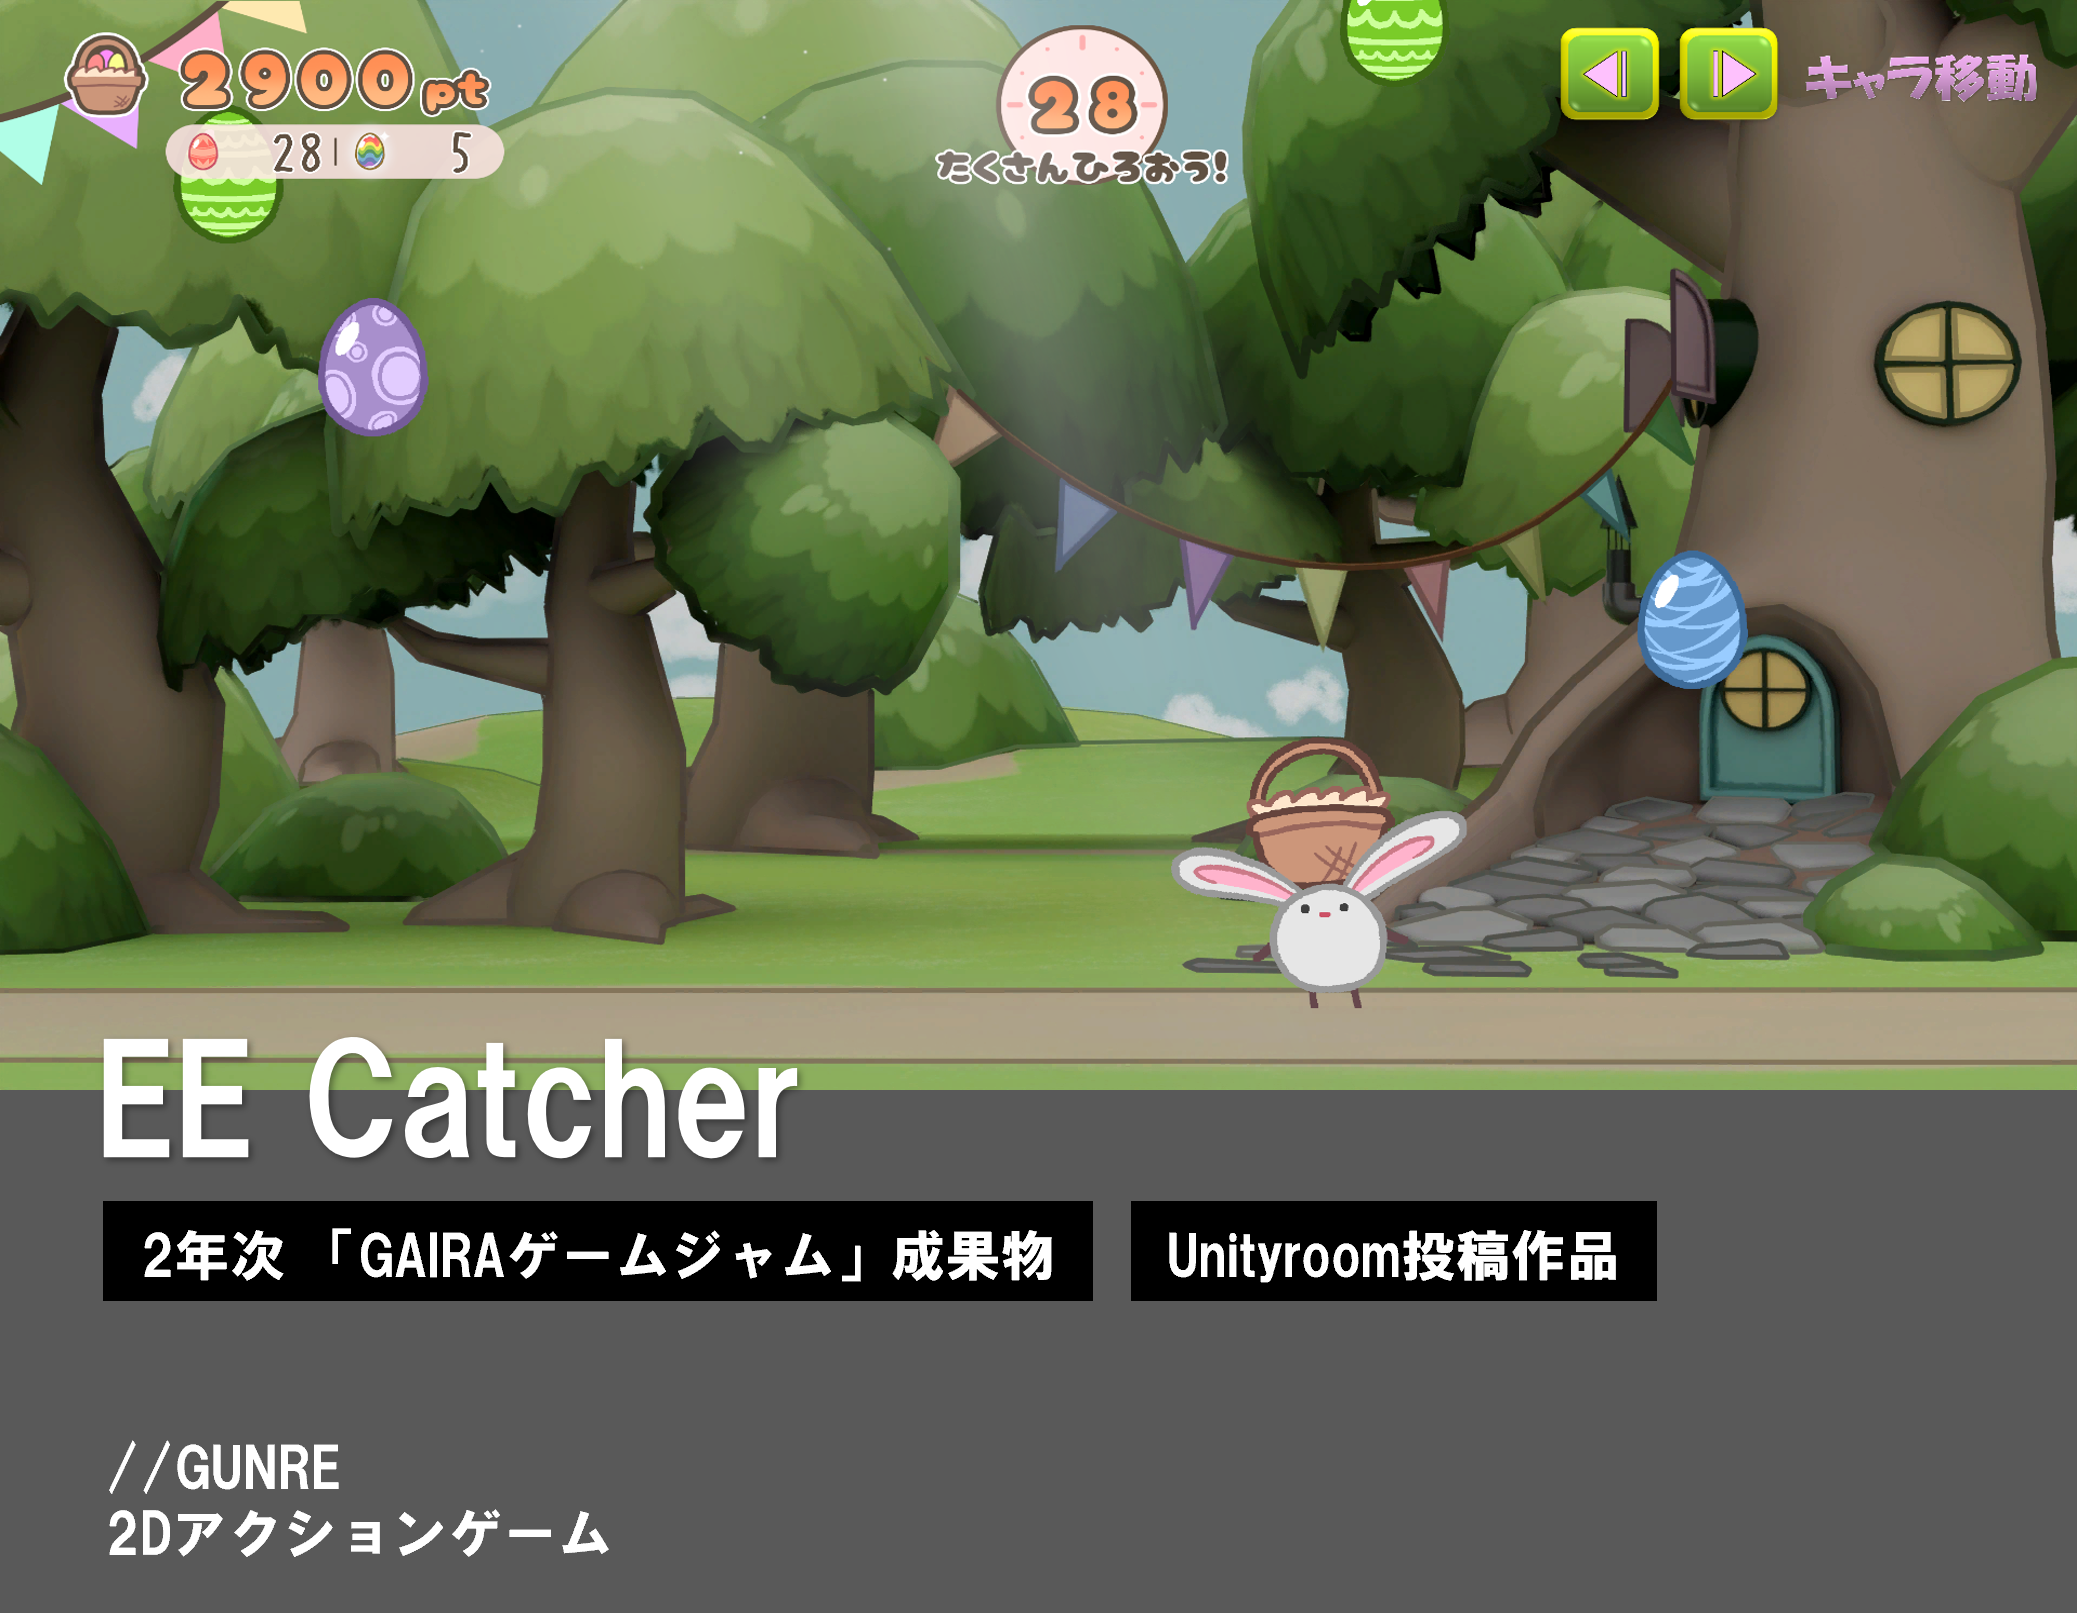 2900pt
28
5
28
たくさんひろおう!
キャラ移動
EE Catcher
2年次 「GAIRAゲームジャム」成果物
Unityroom投稿作品
//GUNRE
2Dアクションゲーム